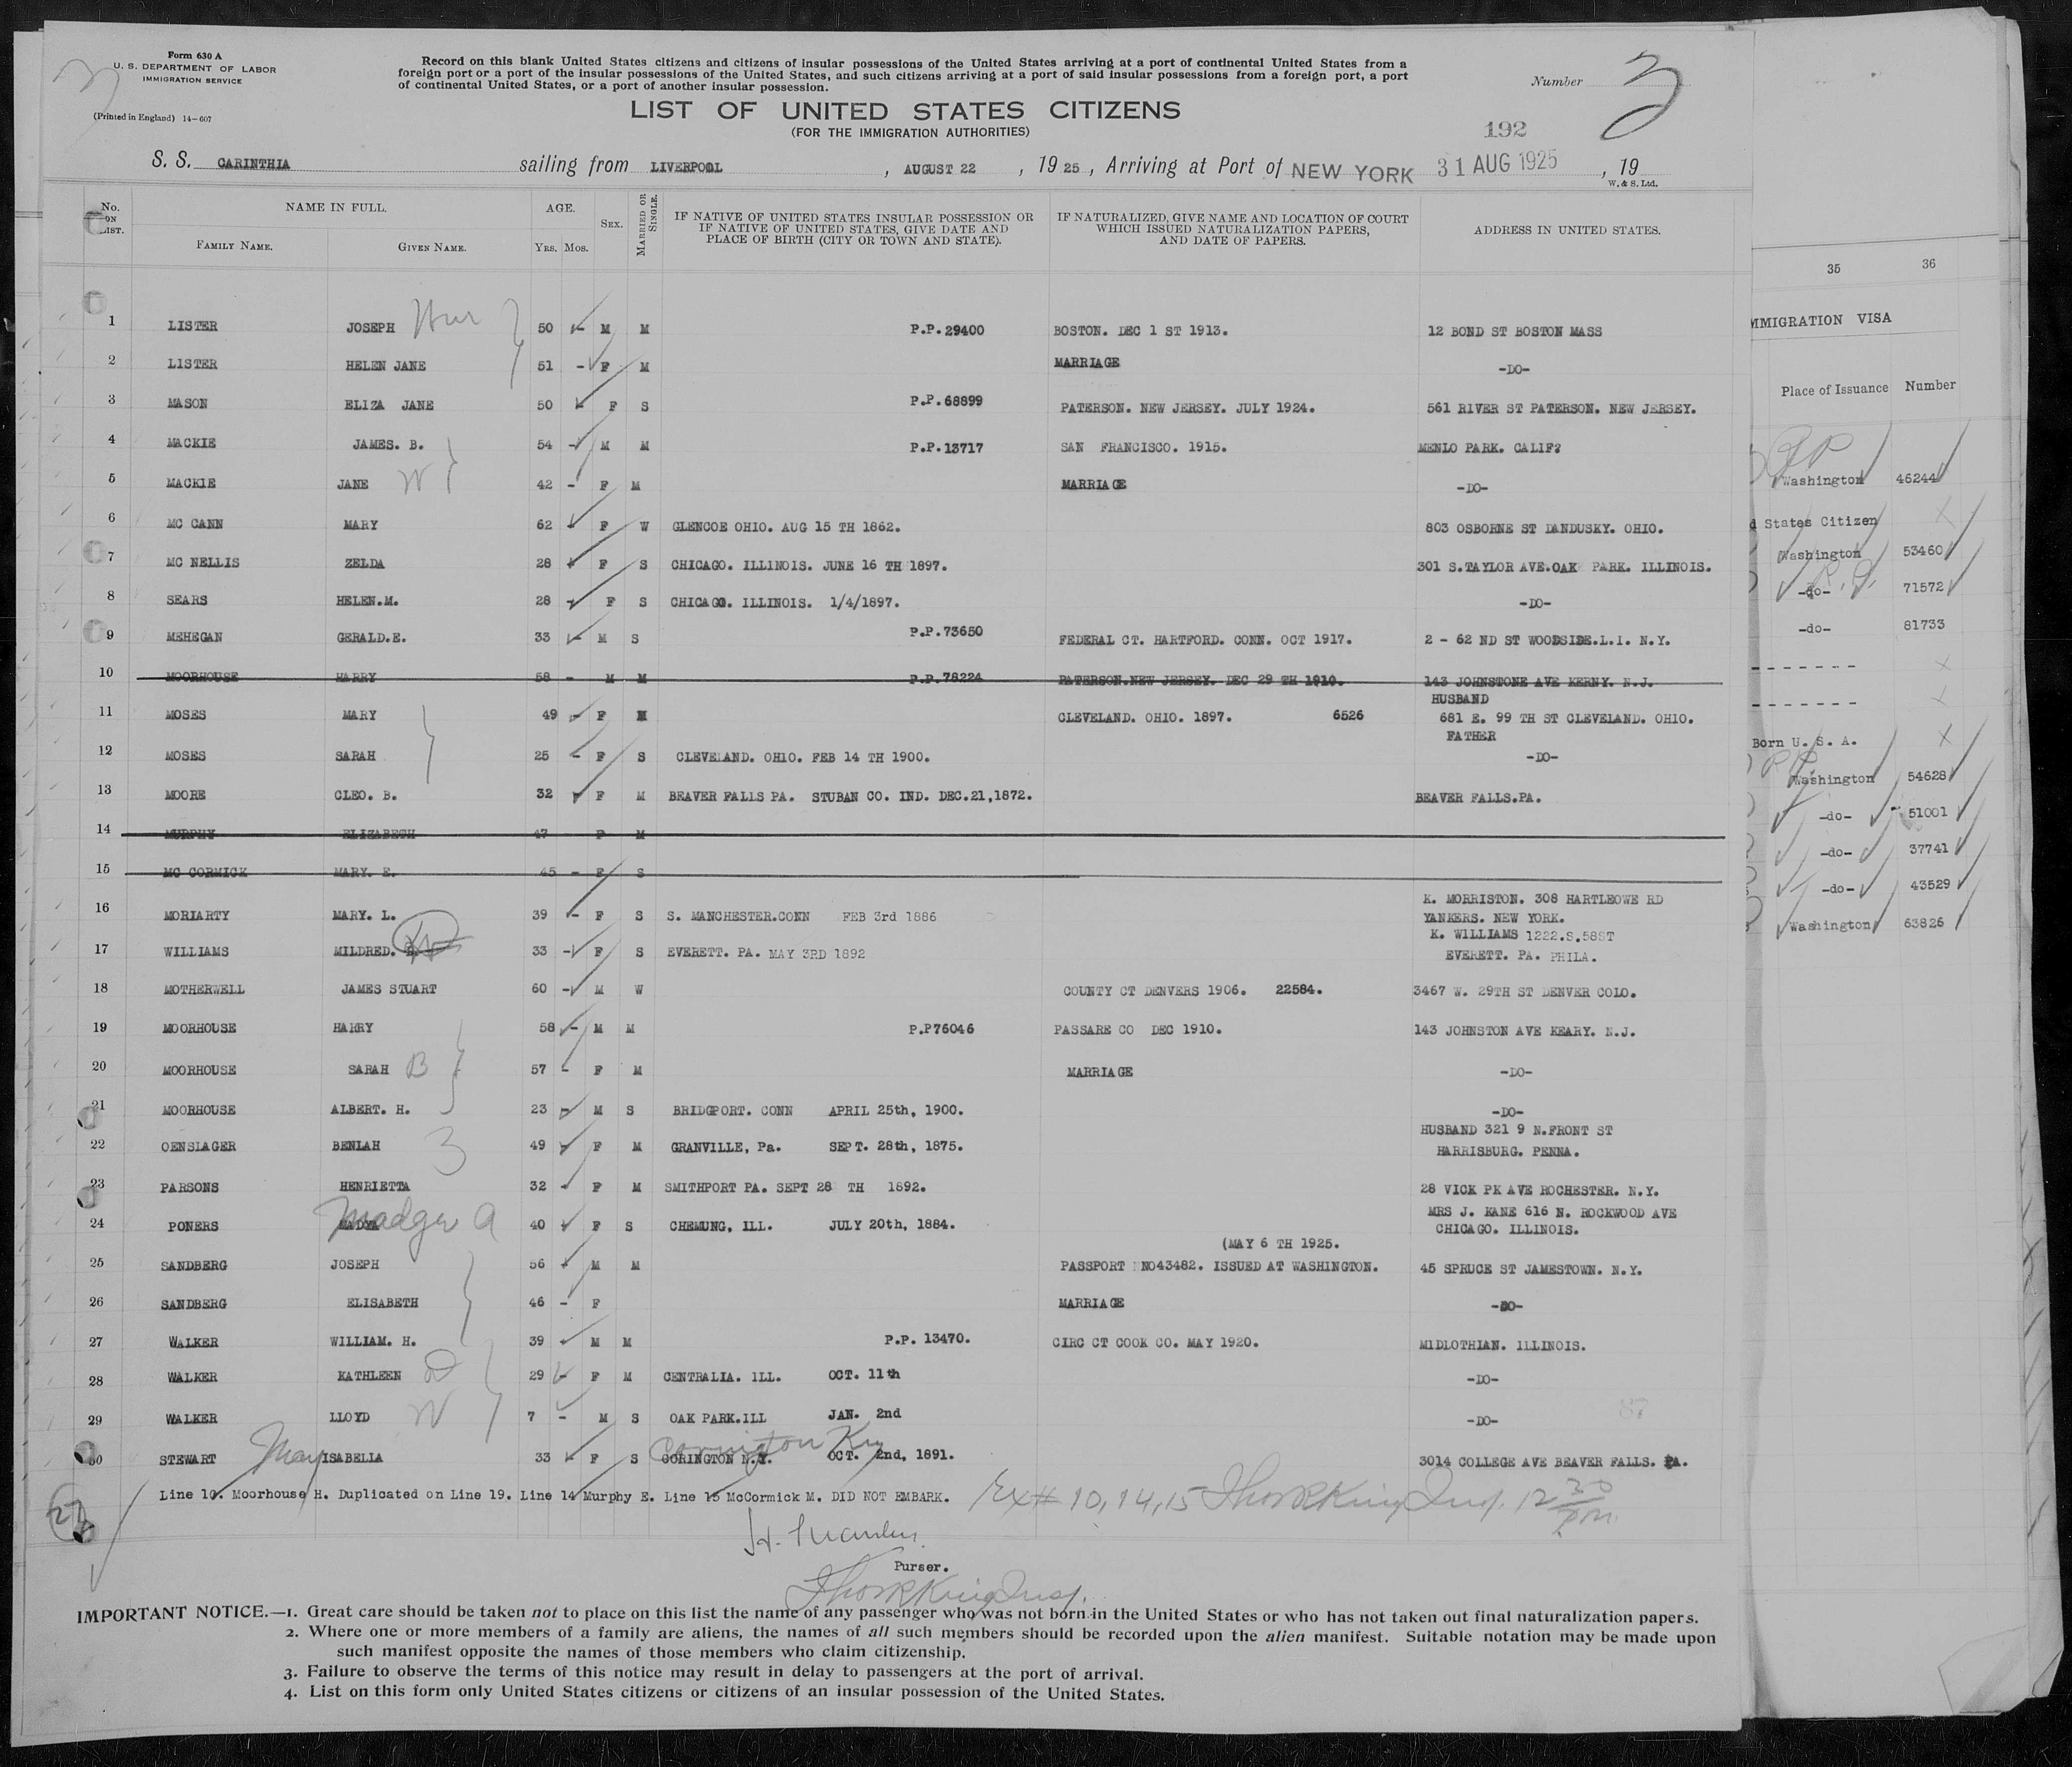 Form 630 A
U. S. DEPARTMENT OF LABOR
IMMIGRATION SERVICE
(Printed in England) 14-607
Record on this blank United States citizens and citizens of insular possessions of the United States arriving at a port of continental United States from a
foreign port or a port of the insular possessions of the United States, and such citizens arriving at a port of said insular possessions from a foreign port, a port
of continental United States, or a port of another insular possession.
Number
LIST OF UNITED STATES CITIZENS
(FOR THE IMMIGRATION AUTHORITIES)
192
S. S. CARINTHIA sailing from LIVERPOOL, AUGUST 22, 1925, Arriving at Port of NEW YORK 31 AUG 1925, 19
W. & S. Ltd.
No. ON LIST. NAME IN FULL. FAMILY NAME. GIVEN NAME. AGE. YRS. MOS. SEX. MARRIED OR SINGLE. IF NATIVE OF UNITED STATES INSULAR POSSESSION OR IF NATIVE OF UNITED STATES, GIVE DATE AND PLACE OF BIRTH (CITY OR TOWN AND STATE). IF NATURALIZED, GIVE NAME AND LOCATION OF COURT WHICH ISSUED NATURALIZATION PAPERS, AND DATE OF PAPERS. ADDRESS IN UNITED STATES.
1 LISTER JOSEPH 50 - M M P.P.29400 BOSTON. DEC 1 ST 1913. 12 BOND ST BOSTON MASS
2 LISTER HELEN JANE 51 - F M MARRIAGE -DO-
3 MASON ELIZA JANE 50 F S P.P.68899 PATERSON. NEW JERSEY. JULY 1924. 561 RIVER ST PATERSON. NEW JERSEY.
4 MACKIE JAMES. B. 54 - M M P.P.13717 SAN FRANCISCO. 1915. MENLO PARK. CALIF?
5 MACKIE JANE W 42 - F M MARRIAGE -DO-
6 MC CANN MARY 62 F W GLENCOE OHIO. AUG 15 TH 1862. 803 OSBORNE ST DANDUSKY. OHIO.
7 MC NELLIS ZELDA 28 F S CHICAGO. ILLINOIS. JUNE 16 TH 1897. 301 S.TAYLOR AVE.OAK PARK. ILLINOIS.
8 SEARS HELEN.M. 28 F S CHICAGO. ILLINOIS. 1/4/1897. -DO-
9 MEHEGAN GERALD.E. 33 - M S P.P.73650 FEDERAL CT. HARTFORD. CONN. OCT 1917. 2 - 62 ND ST WOODSIDE.L.I. N.Y.
10 MOORHOUSE HARRY 58 - M M P.P.78224 PATERSON.NEW JERSEY. DEC 29 TH 1910. 143 JOHNSTONE AVE KERNY. N.J.
HUSBAND
11 MOSES MARY 49 - F M CLEVELAND. OHIO. 1897. 6526 681 E. 99 TH ST CLEVELAND. OHIO.
FATHER
12 MOSES SARAH 25 - F S CLEVELAND. OHIO. FEB 14 TH 1900. -DO-
13 MOORE CLEO. B. 32 F M BEAVER FALLS PA. STUBAN CO. IND. DEC.21,1872. BEAVER FALLS.PA.
14 MURPHY ELIZABETH 47 F M
15 MC CORMICK MARY. E. 45 - F S
K. MORRISTON. 308 HARTLEOWE RD
16 MORIARTY MARY. L. 39 - F S S. MANCHESTER.CONN FEB 3rd 1886 YANKERS. NEW YORK.
K. WILLIAMS 1222.S.58ST
17 WILLIAMS MILDRED. 33 - F S EVERETT. PA. MAY 3RD 1892 EVERETT. PA. PHILA.
18 MOTHERWELL JAMES STUART 60 - M W COUNTY CT DENVERS 1906. 22584. 3467 W. 29TH ST DENVER COLO.
19 MOORHOUSE HARRY 58 - M M P.P76046 PASSARE CO DEC 1910. 143 JOHNSTON AVE KEARY. N.J.
20 MOORHOUSE SARAH B 57 - F M MARRIAGE -DO-
21 MOORHOUSE ALBERT. H. 23 - M S BRIDGPORT. CONN APRIL 25th, 1900. -DO-
HUSBAND 321 9 N.FRONT ST
22 OENSLAGER BENLAH 3 49 F M GRANVILLE, Pa. SEPT. 28th, 1875. HARRISBURG. PENNA.
23 PARSONS HENRIETTA 32 F M SMITHPORT PA. SEPT 28 TH 1892. 28 VICK PK AVE ROCHESTER. N.Y.
MRS J. KANE 616 N. ROCKWOOD AVE
24 PONERS Madge A 40 F S CHEMUNG, ILL. JULY 20th, 1884. CHICAGO. ILLINOIS.
(MAY 6 TH 1925.
25 SANDBERG JOSEPH 56 M M PASSPORT NO43482. ISSUED AT WASHINGTON. 45 SPRUCE ST JAMESTOWN. N.Y.
26 SANDBERG ELISABETH 46 - F MARRIAGE -DO-
27 WALKER WILLIAM. H. 39 M M P.P. 13470. CIRC CT COOK CO. MAY 1920. MIDLOTHIAN. ILLINOIS.
28 WALKER KATHLEEN D 29 - F M CENTRALIA. ILL. OCT. 11th -DO-
29 WALKER LLOYD W 7 - M S OAK PARK.ILL JAN. 2nd -DO- 87
30 STEWART May ISABELLA 33 F S Covington Ky CORINGTON N.Y. OCT. 2nd, 1891. 3014 COLLEGE AVE BEAVER FALLS. PA.
Line 10. Moorhouse H. Duplicated on Line 19. Line 14 Murphy E. Line 15 McCormick M. DID NOT EMBARK. Ex # 10, 14, 15 Thor R King Insp. 12 30 pm
27
Purser.
Thor R King Insp.
IMPORTANT NOTICE.—1. Great care should be taken not to place on this list the name of any passenger who was not born in the United States or who has not taken out final naturalization papers.
2. Where one or more members of a family are aliens, the names of all such members should be recorded upon the alien manifest. Suitable notation may be made upon
such manifest opposite the names of those members who claim citizenship.
3. Failure to observe the terms of this notice may result in delay to passengers at the port of arrival.
4. List on this form only United States citizens or citizens of an insular possession of the United States.
35 36
IMMIGRATION VISA
Place of Issuance Number
Washington 46244
d States Citizen
Washington 53460
-do- 71572
-do- 81733
Born U. S. A.
Washington 54628
-do- 51001
-do- 37741
-do- 43529
Washington 63826